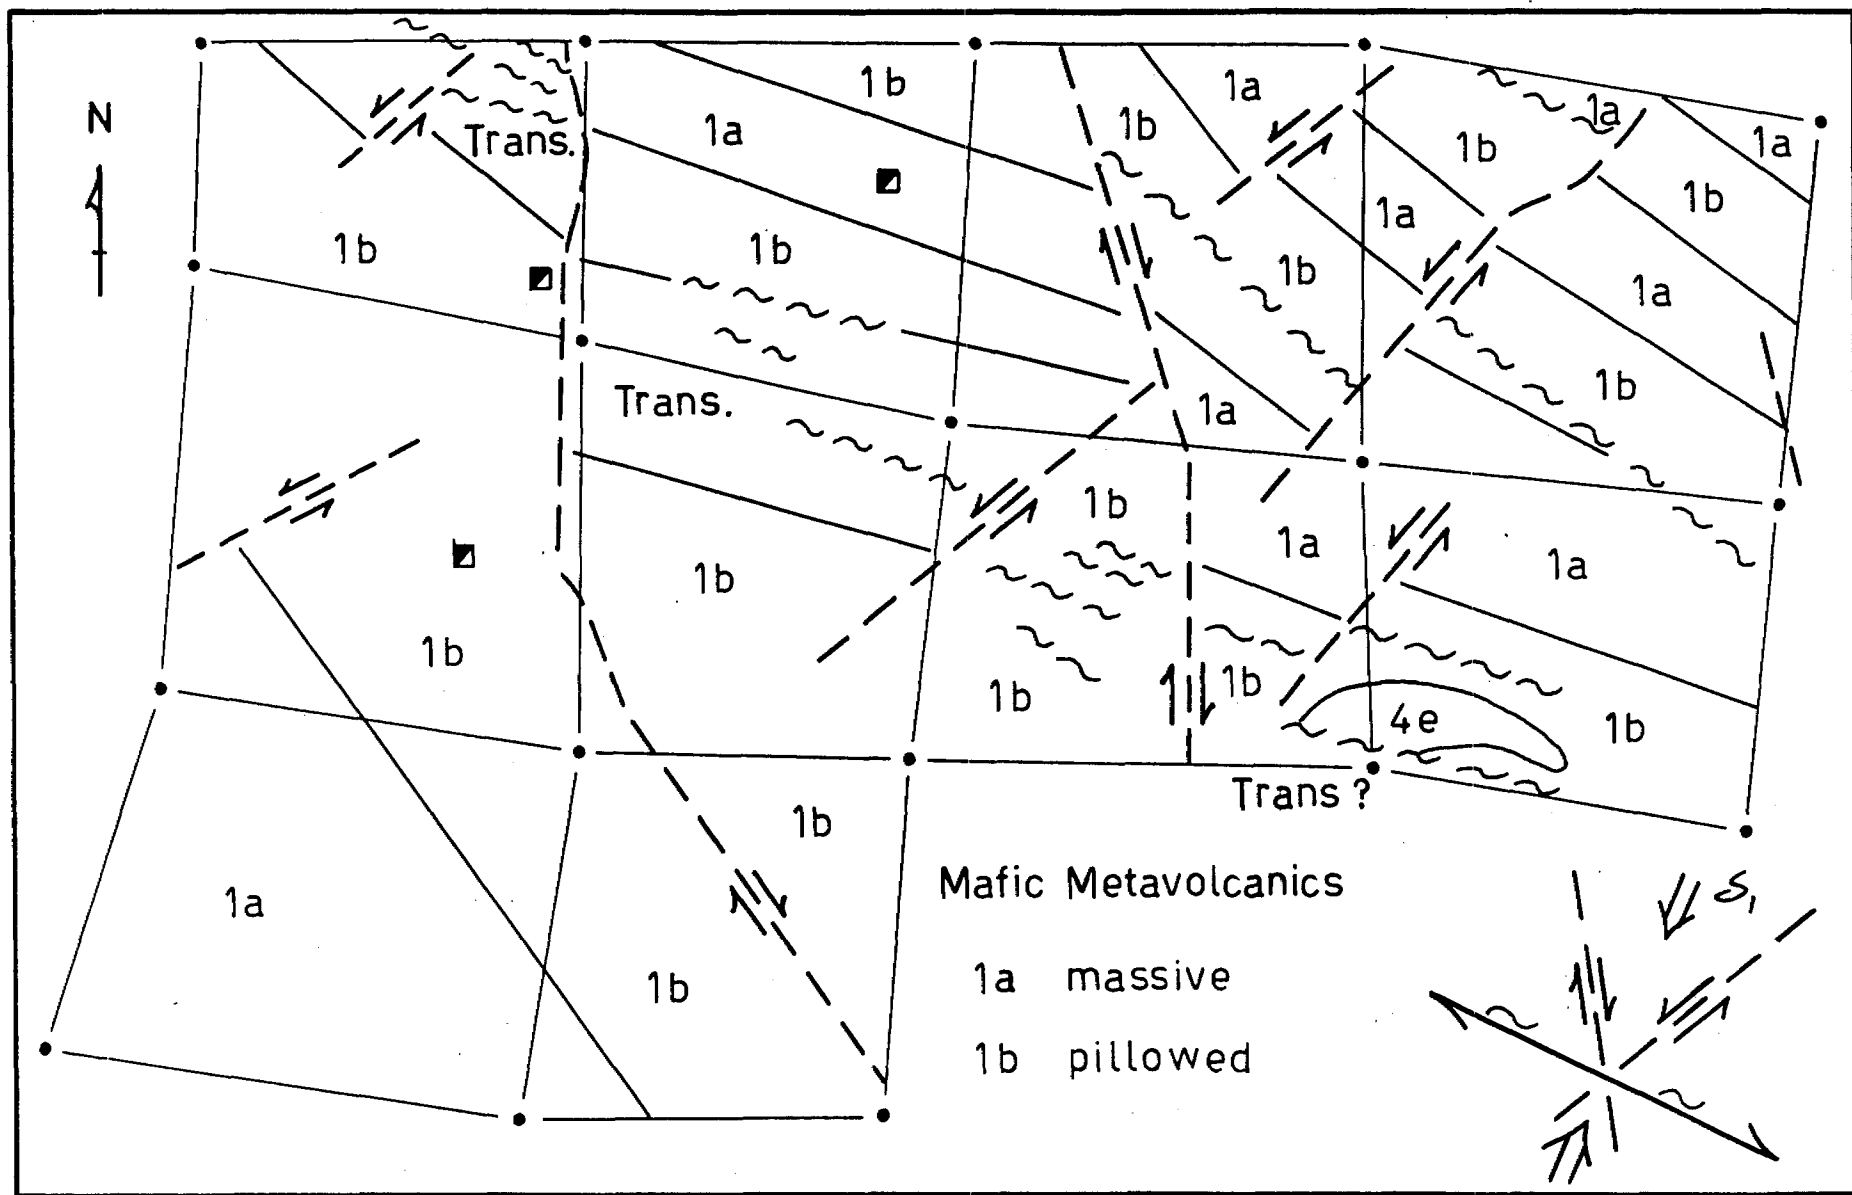 N
1b
1a
1a
1a
1b
1a
Trans.
1b
1b
1b
1a
1b
1b
1b
1a
1a
1b
Trans.
1a
1b
1b
1a
1a
1b
1b
1b
1b
4e
1b
Trans ?
1b
Mafic Metavolcanics
1a
1a massive
1b
1b pillowed
S₁